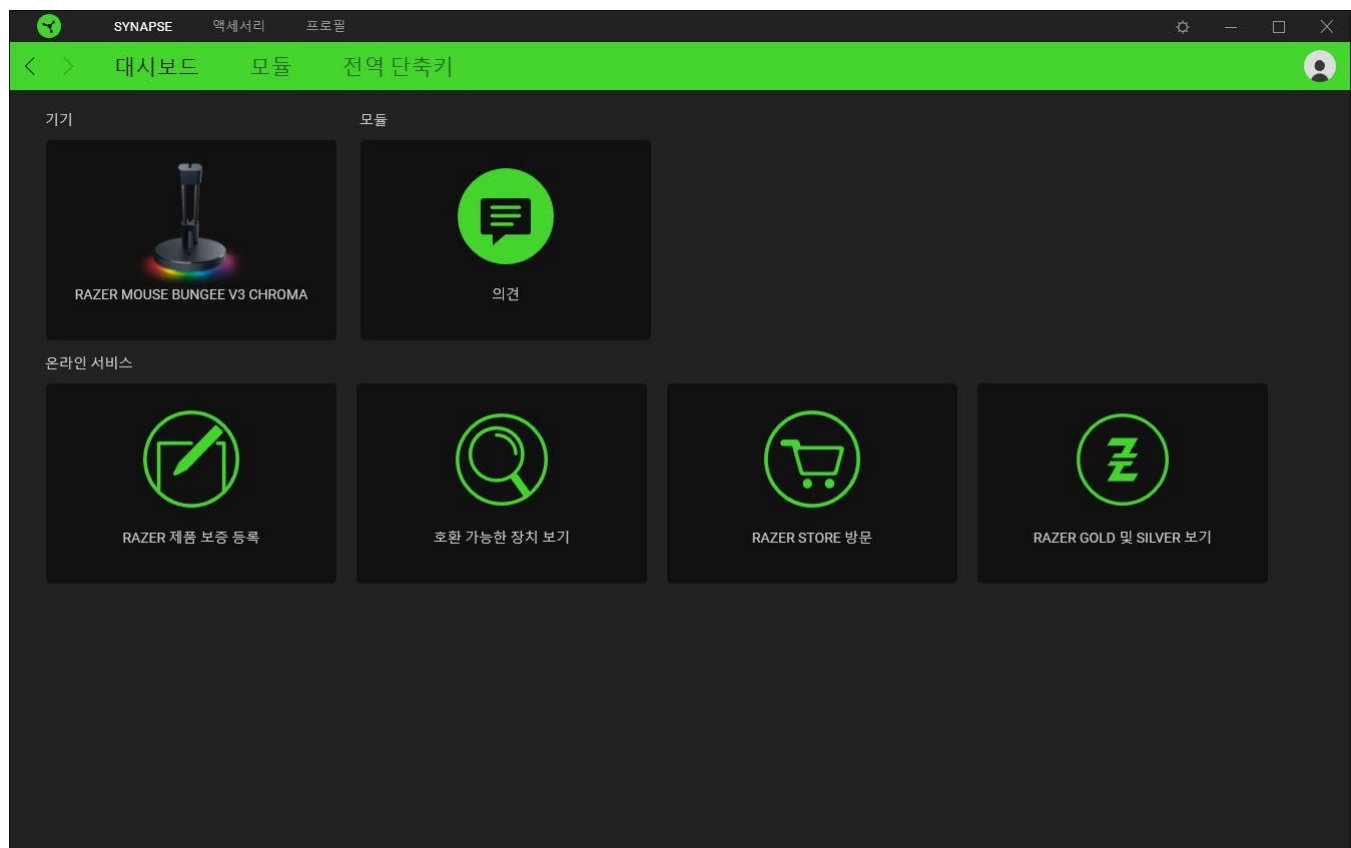 SYNAPSE 액세서리 프로필
대시보드 모듈 전역 단축키
기기 모듈
RAZER MOUSE BUNGEE V3 CHROMA 의견
온라인 서비스
RAZER 제품 보증 등록 호환 가능한 장치 보기 RAZER STORE 방문 RAZER GOLD 및 SILVER 보기